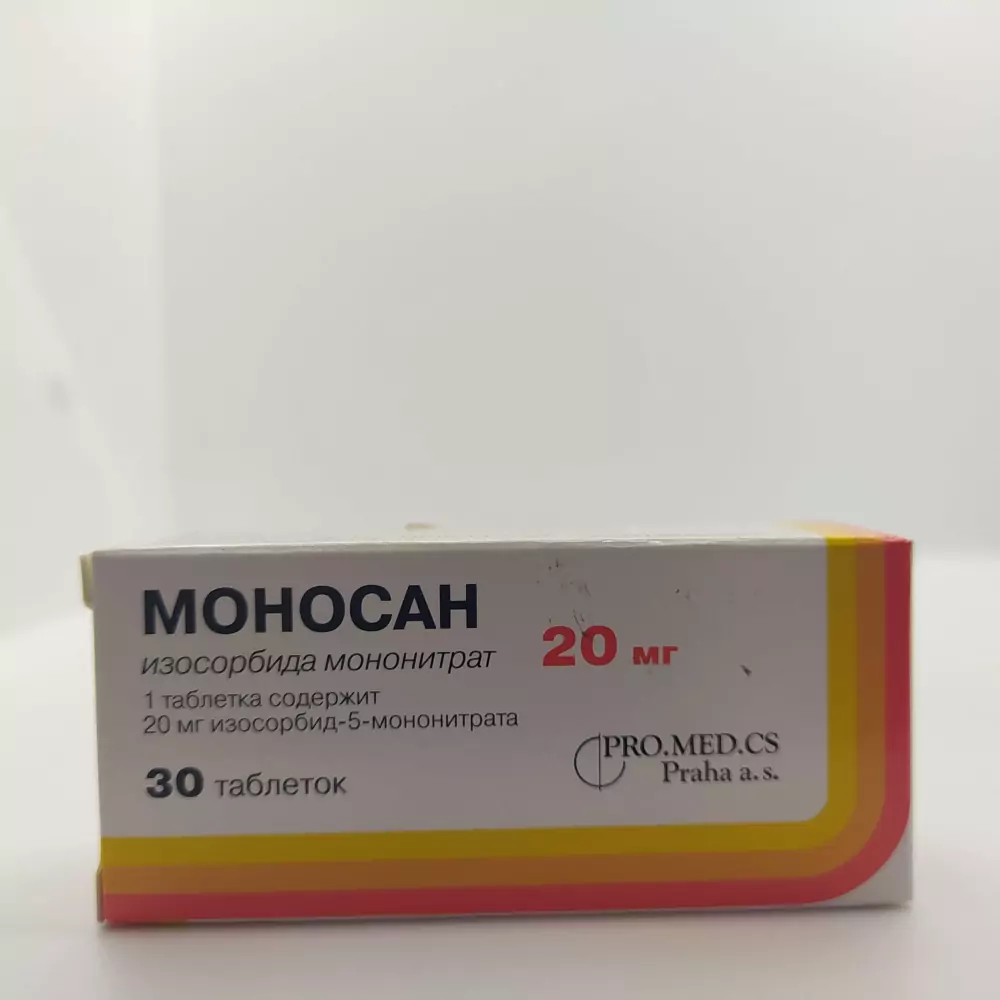 МОНОСАН
изосорбида мононитрат
20 мг
1 таблетка содержит
20 мг изосорбид-5-мононитрата
30 таблеток
PRO.MED.CS
Praha a.s.